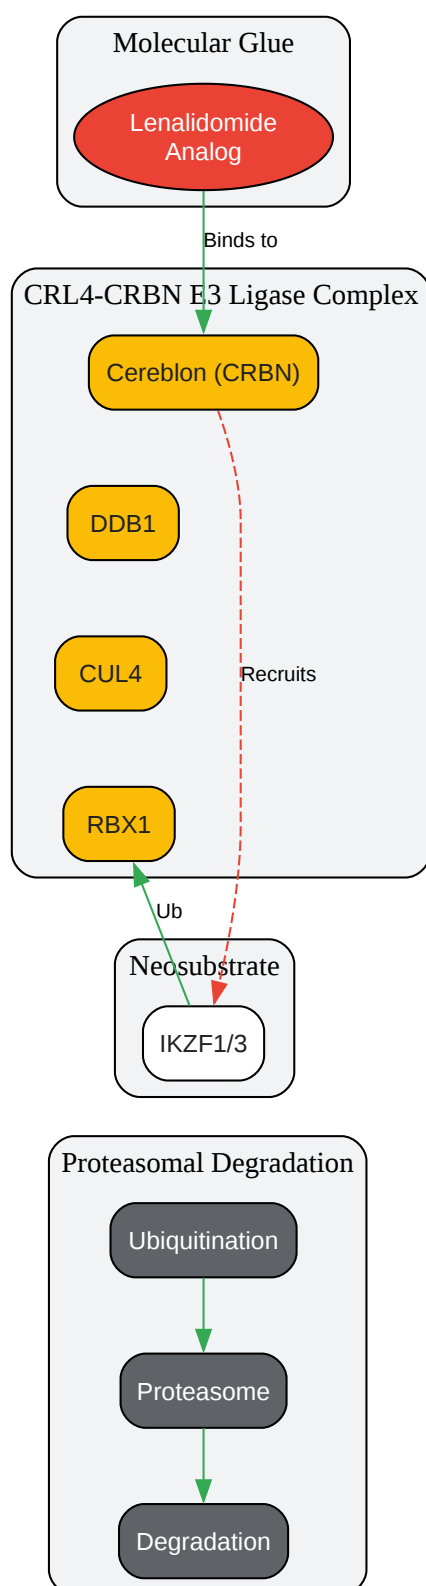 Molecular Glue
Lenalidomide
Analog
Binds to
CRL4-CRBN E3 Ligase Complex
Cereblon (CRBN)
DDB1
CUL4
Recruits
RBX1
Ub
Neosubstrate
IKZF1/3
Proteasomal Degradation
Ubiquitination
Proteasome
Degradation